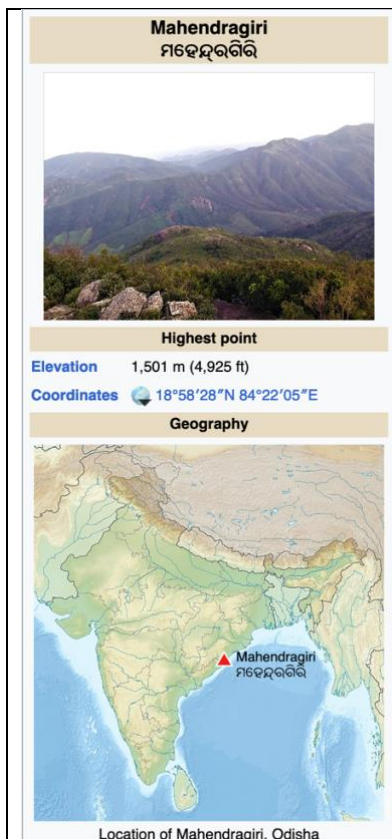 Mahendragiri
ମହେନ୍ଦ୍ରଗିରି
Highest point
Elevation 1,501 m (4,925 ft)
Coordinates 18°58′28″N 84°22′05″E
Geography
Mahendragiri
ମହେନ୍ଦ୍ରଗିରି
Location of Mahendragiri, Odisha